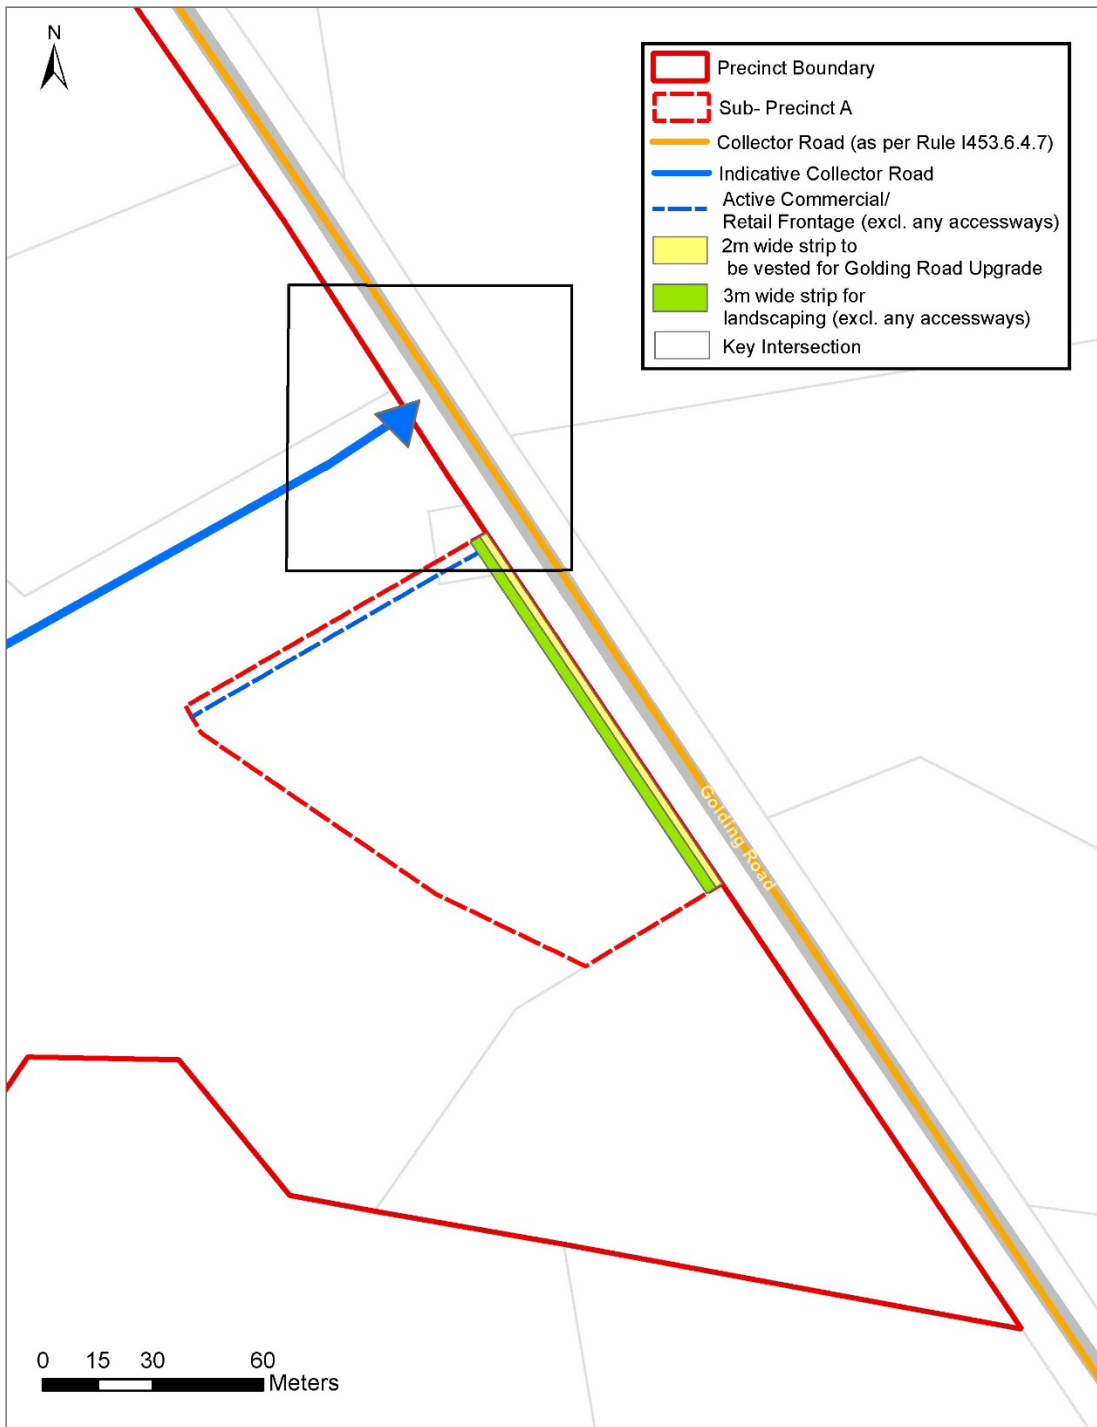 N
Precinct Boundary
Sub- Precinct A
Collector Road (as per Rule I453.6.4.7)
Indicative Collector Road
Active Commercial/
Retail Frontage (excl. any accessways)
2m wide strip to
be vested for Golding Road Upgrade
3m wide strip for
landscaping (excl. any accessways)
Key Intersection
Golding Road
0 15 30 60
Meters